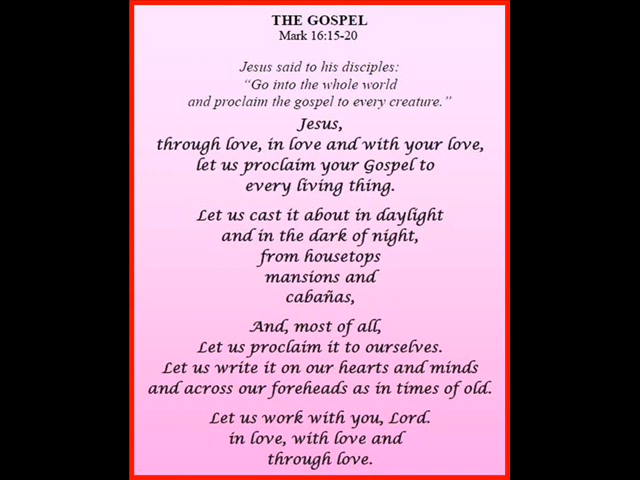 THE GOSPEL
Mark 16:15-20
Jesus said to his disciples:
“Go into the whole world
and proclaim the gospel to every creature.”
Jesus,
through love, in love and with your love,
let us proclaim your Gospel to
every living thing.
Let us cast it about in daylight
and in the dark of night,
from housetops
mansions and
cabañas,
And, most of all,
Let us proclaim it to ourselves.
Let us write it on our hearts and minds
and across our foreheads as in times of old.
Let us work with you, Lord.
in love, with love and
through love.